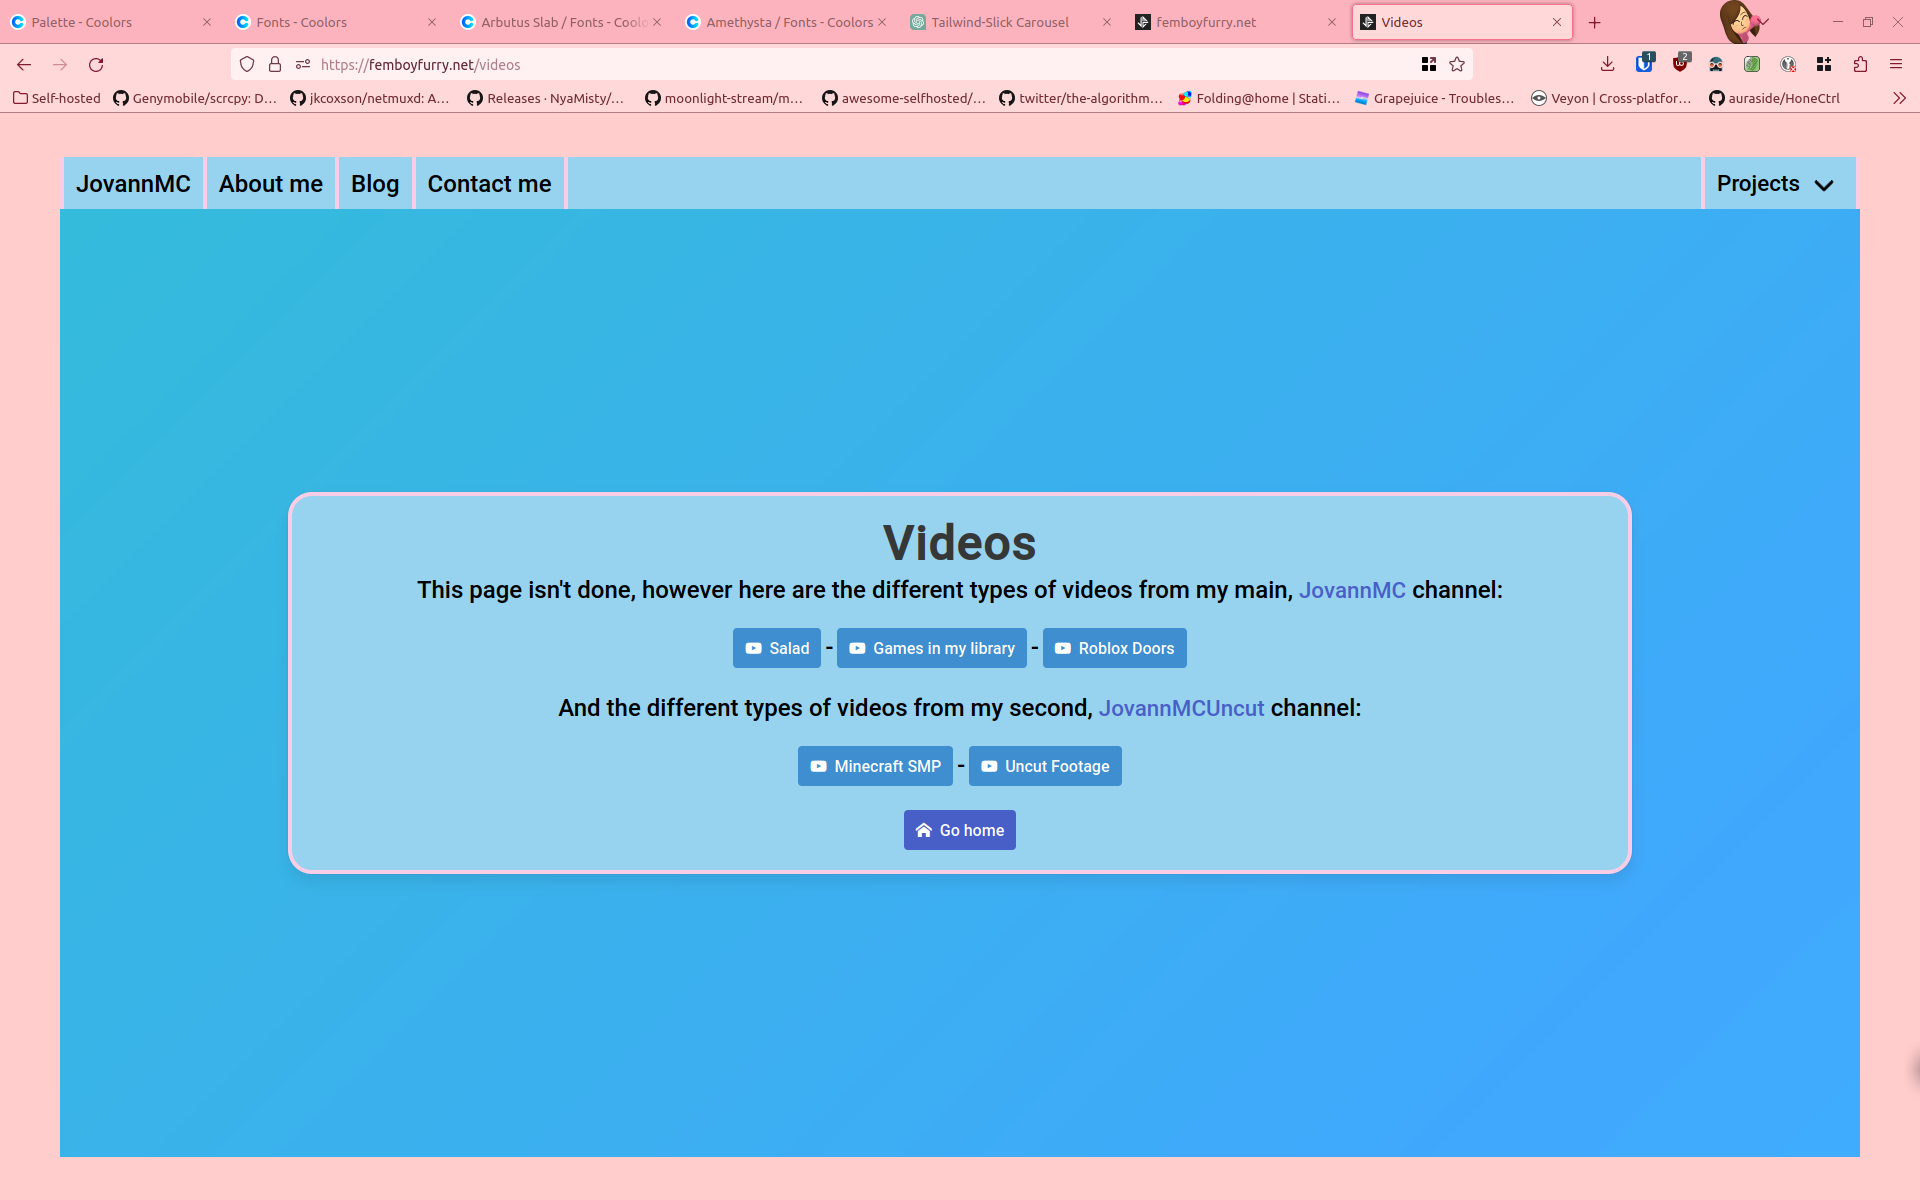 Palette - Coolors
Fonts - Coolors
Arbutus Slab / Fonts - Coolo
Amethysta / Fonts - Coolors
Tailwind-Slick Carousel
femboyfurry.net
Videos
https://femboyfurry.net/videos
1
2
Self-hosted
Genymobile/scrcpy: D…
jkcoxson/netmuxd: A…
Releases · NyaMisty/…
moonlight-stream/m…
awesome-selfhosted/…
twitter/the-algorithm…
Folding@home | Stati…
Grapejuice - Troubles…
Veyon | Cross-platfor…
auraside/HoneCtrl
JovannMC
About me
Blog
Contact me
Projects
Videos
This page isn't done, however here are the different types of videos from my main, JovannMC channel:
Salad - Games in my library - Roblox Doors
And the different types of videos from my second, JovannMCUncut channel:
Minecraft SMP - Uncut Footage
Go home